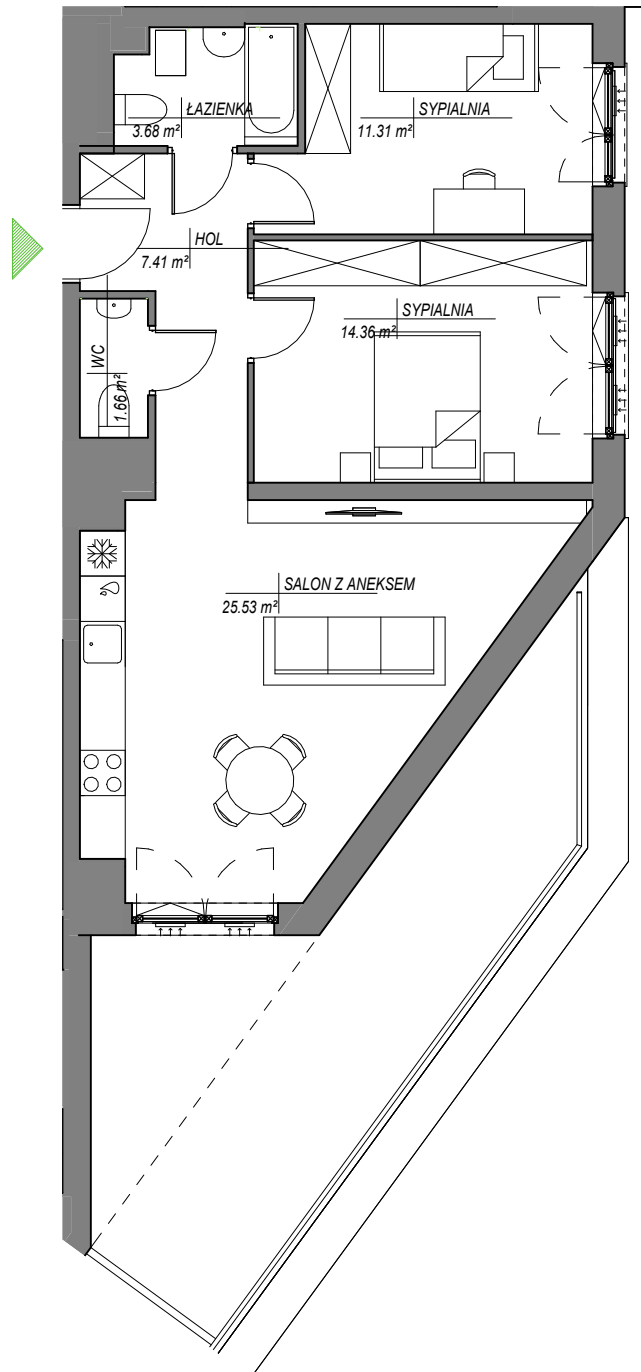 ŁAZIENKA
3.68 m²
SYPIALNIA
11.31 m²
HOL
7.41 m²
SYPIALNIA
14.36 m²
WC
1.66 m²
SALON Z ANEKSEM
25.53 m²